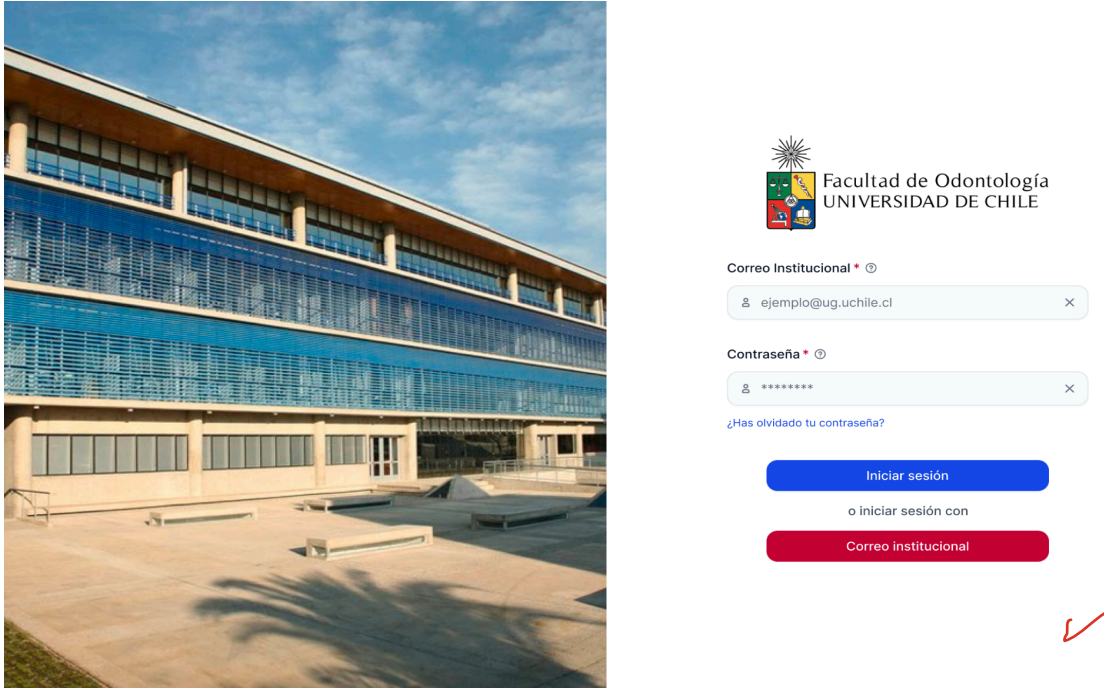 Facultad de Odontología
UNIVERSIDAD DE CHILE
Correo Institucional *
ejemplo@ug.uchile.cl
Contraseña *
********
¿Has olvidado tu contraseña?
Iniciar sesión
o iniciar sesión con
Correo institucional